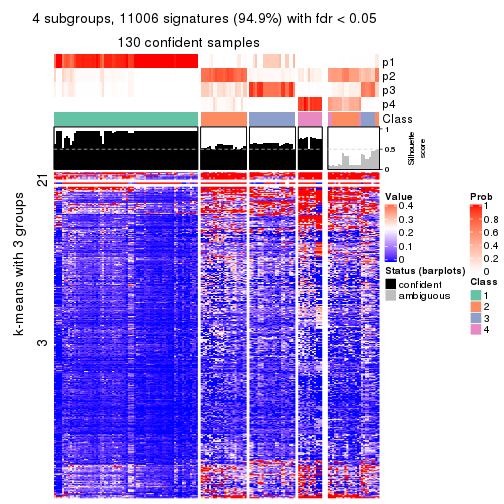 4 subgroups, 11006 signatures (94.9%) with fdr < 0.05
130 confident samples
p1
p2
p3
p4
Class
1
0.5
0
Silhouette
score
21
3
k-means with 3 groups
Value
0.4
0.3
0.2
0.1
0
Status (barplots)
confident
ambiguous
Prob
1
0.8
0.6
0.4
0.2
0
Class
1
2
3
4